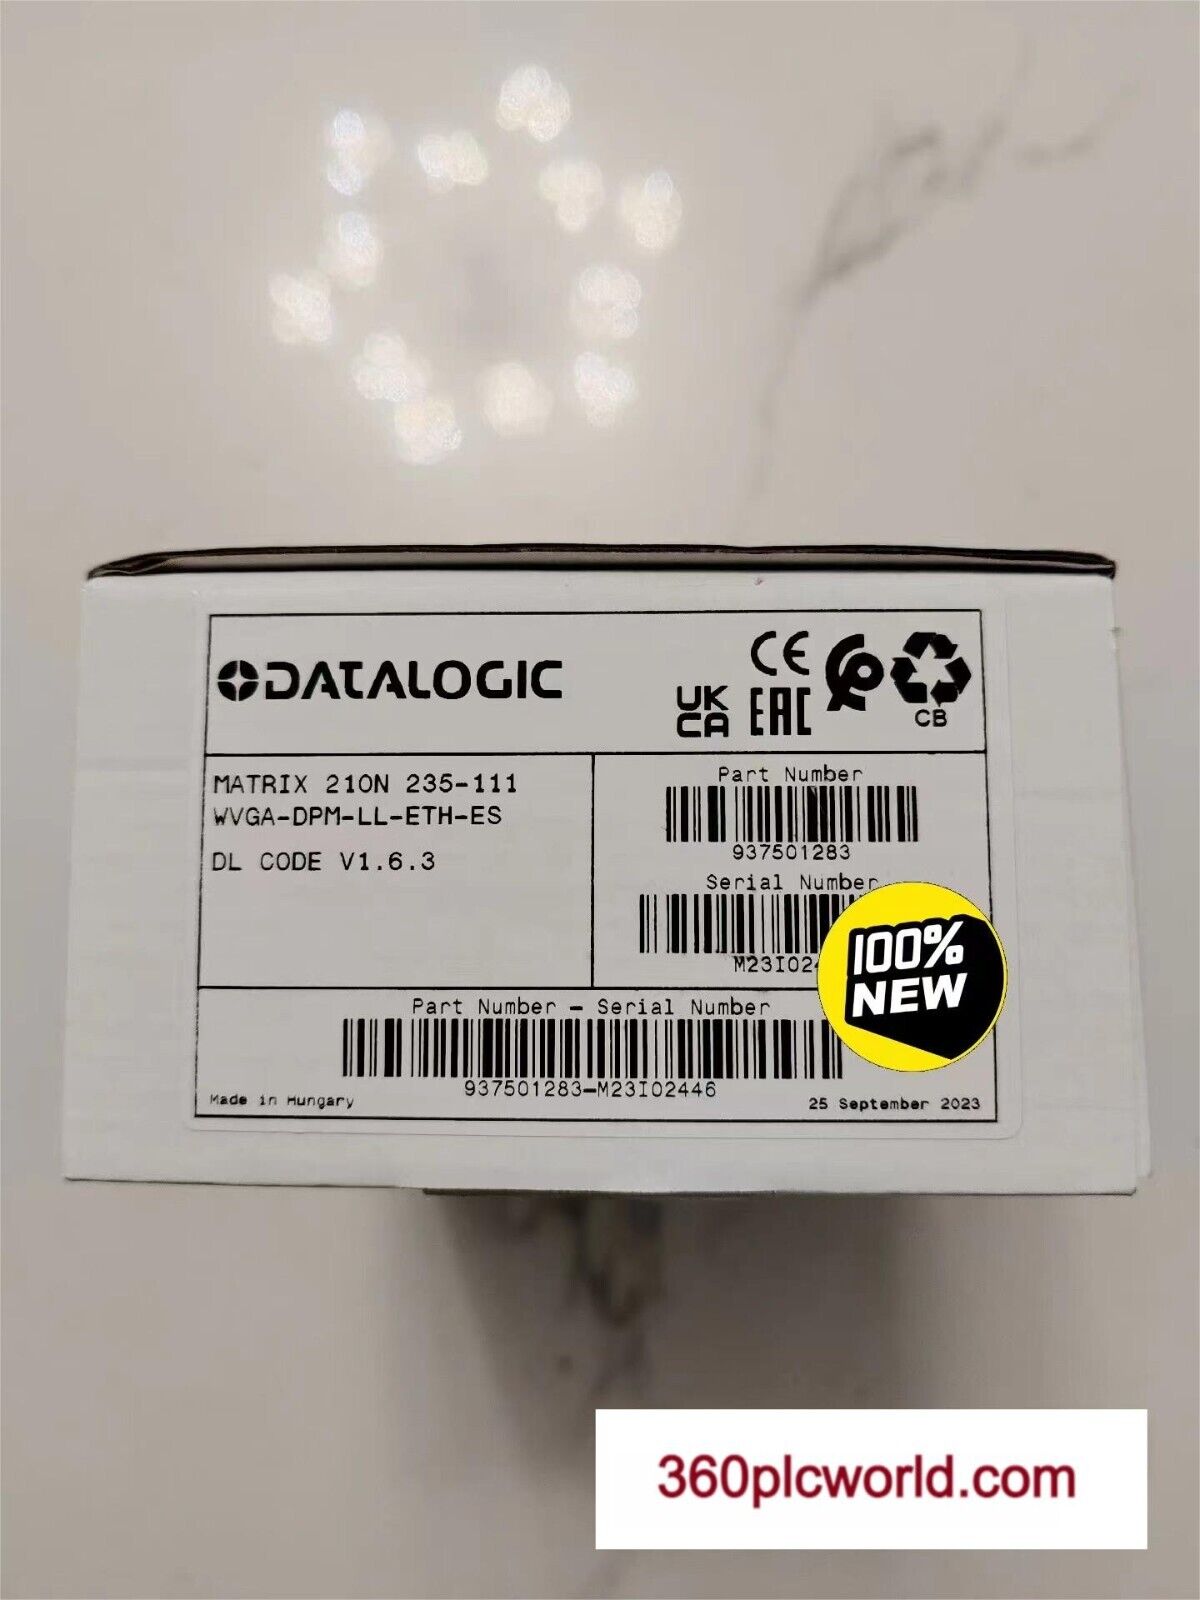 DATALOGIC
CE
UK
CA
EAC
CB
MATRIX 210N 235-111
WVGA-DPM-LL-ETH-ES
DL CODE V1.6.3
Part Number
937501283
Serial Number
M23I02
100%
NEW
Part Number - Serial Number
937501283-M23I02446
Made in Hungary
25 September 2023
360plcworld.com